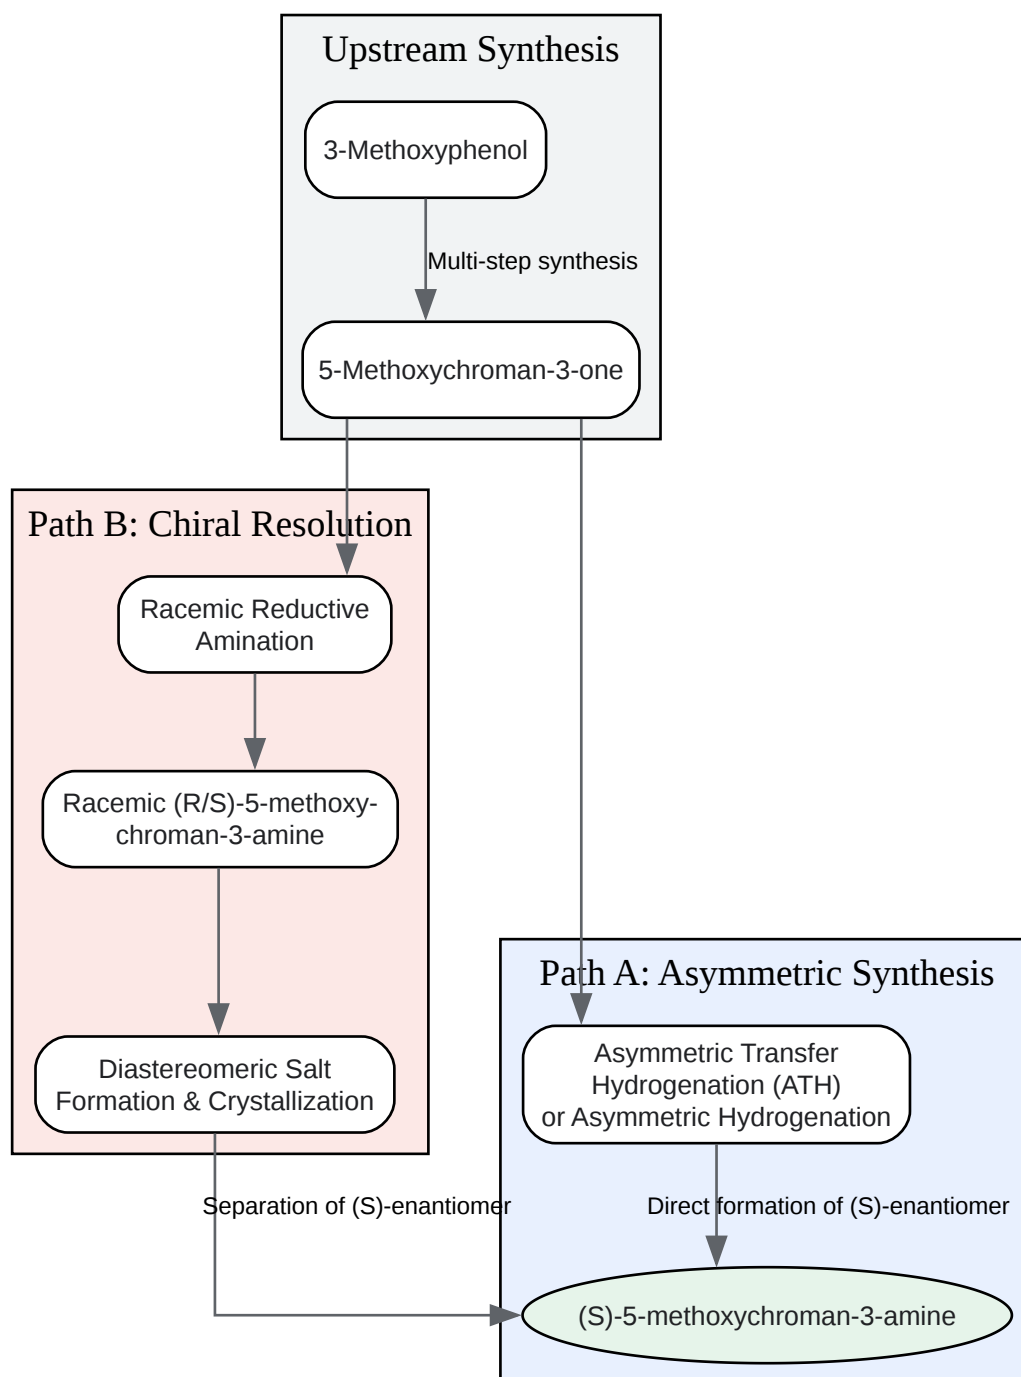 Upstream Synthesis
3-Methoxyphenol
Multi-step synthesis
5-Methoxychroman-3-one
Path B: Chiral Resolution
Racemic Reductive
Amination
Racemic (R/S)-5-methoxy-
chroman-3-amine
Diastereomeric Salt
Formation & Crystallization
Separation of (S)-enantiomer
Path A: Asymmetric Synthesis
Asymmetric Transfer
Hydrogenation (ATH)
or Asymmetric Hydrogenation
Direct formation of (S)-enantiomer
(S)-5-methoxychroman-3-amine